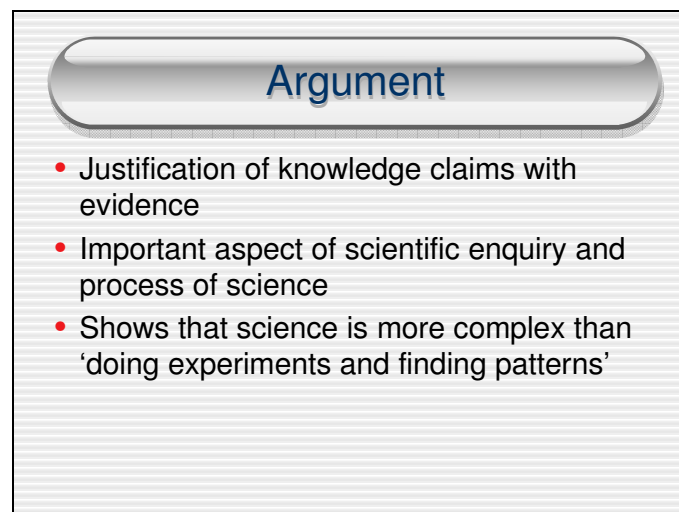 Argument
• Justification of knowledge claims with
evidence
• Important aspect of scientific enquiry and
process of science
• Shows that science is more complex than
‘doing experiments and finding patterns’